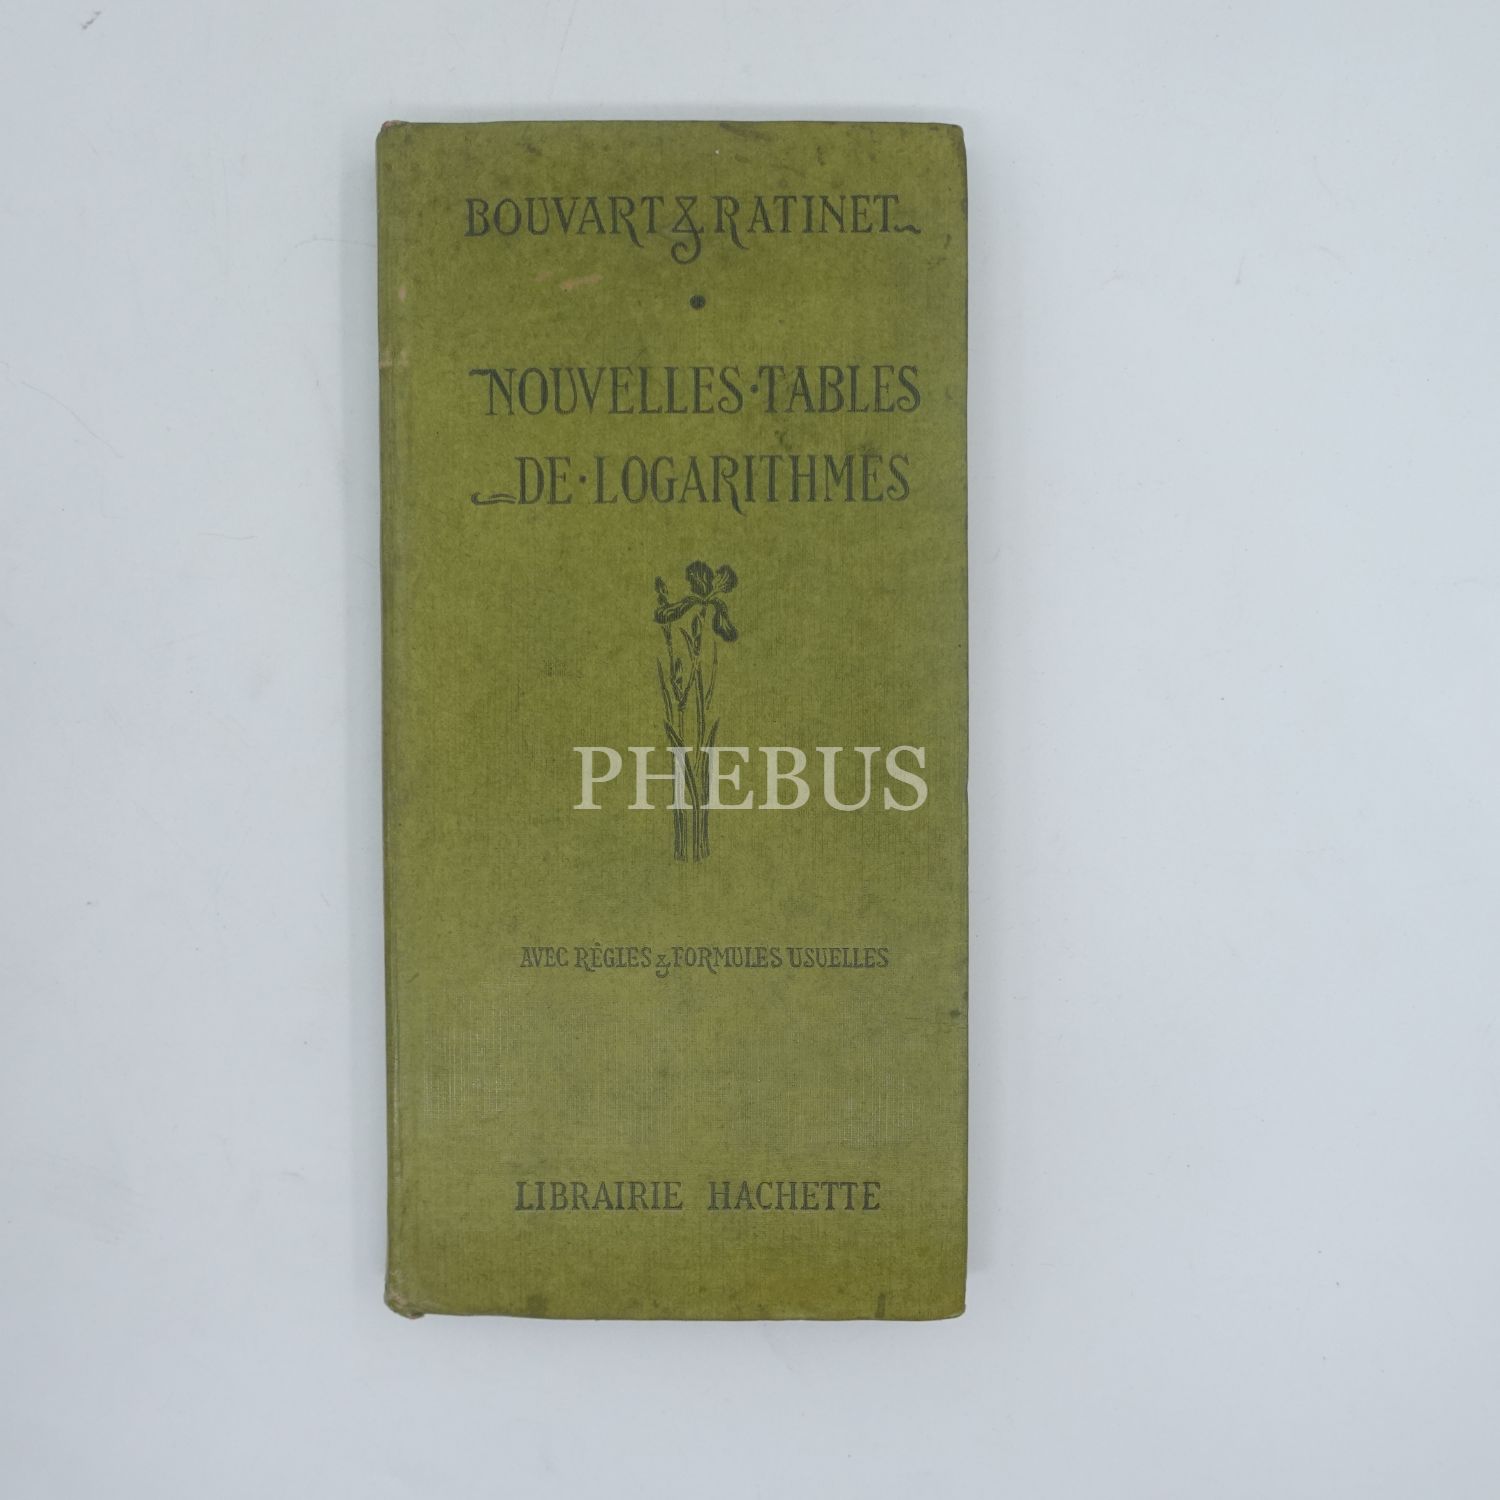 BOUVART & RATINET
NOUVELLES·TABLES
DE·LOGARITHMES
PHEBUS
AVEC RÈGLES & FORMULES USUELLES
LIBRAIRIE HACHETTE